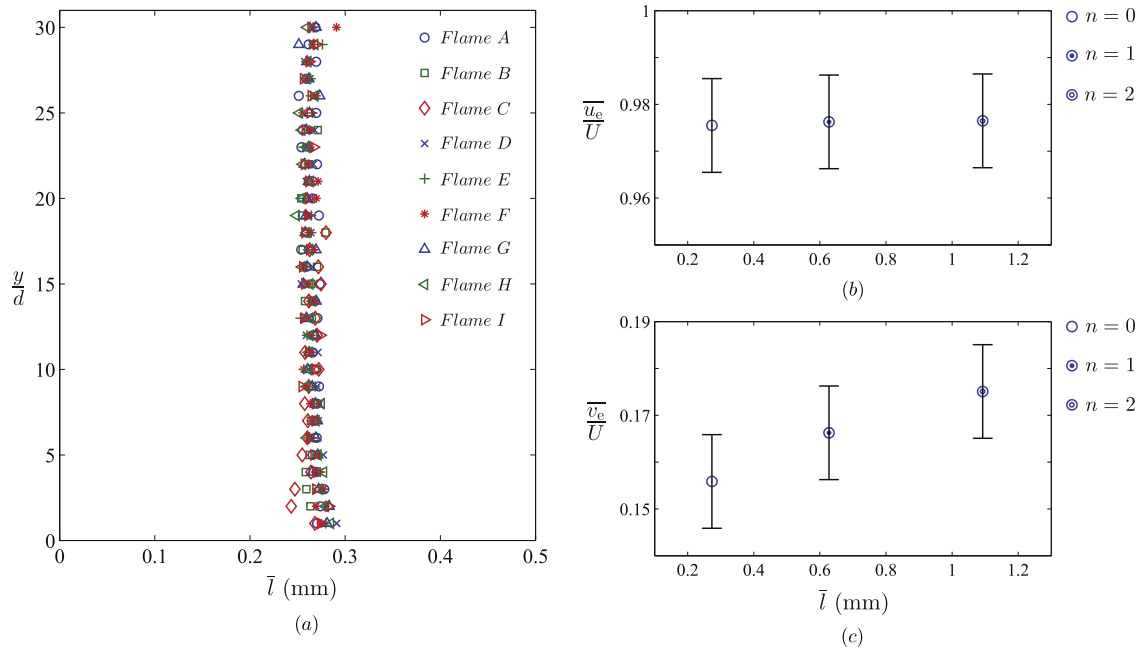 30
25
20
15
10
5
0
y/d
0 0.1 0.2 0.3 0.4 0.5
l̅ (mm)
(a)
Flame A
Flame B
Flame C
Flame D
Flame E
Flame F
Flame G
Flame H
Flame I
1
0.98
0.96
u̅ₑ/U
0.2 0.4 0.6 0.8 1 1.2
(b)
n = 0
n = 1
n = 2
0.19
0.17
0.15
v̅ₑ/U
0.2 0.4 0.6 0.8 1 1.2
l̅ (mm)
(c)
n = 0
n = 1
n = 2